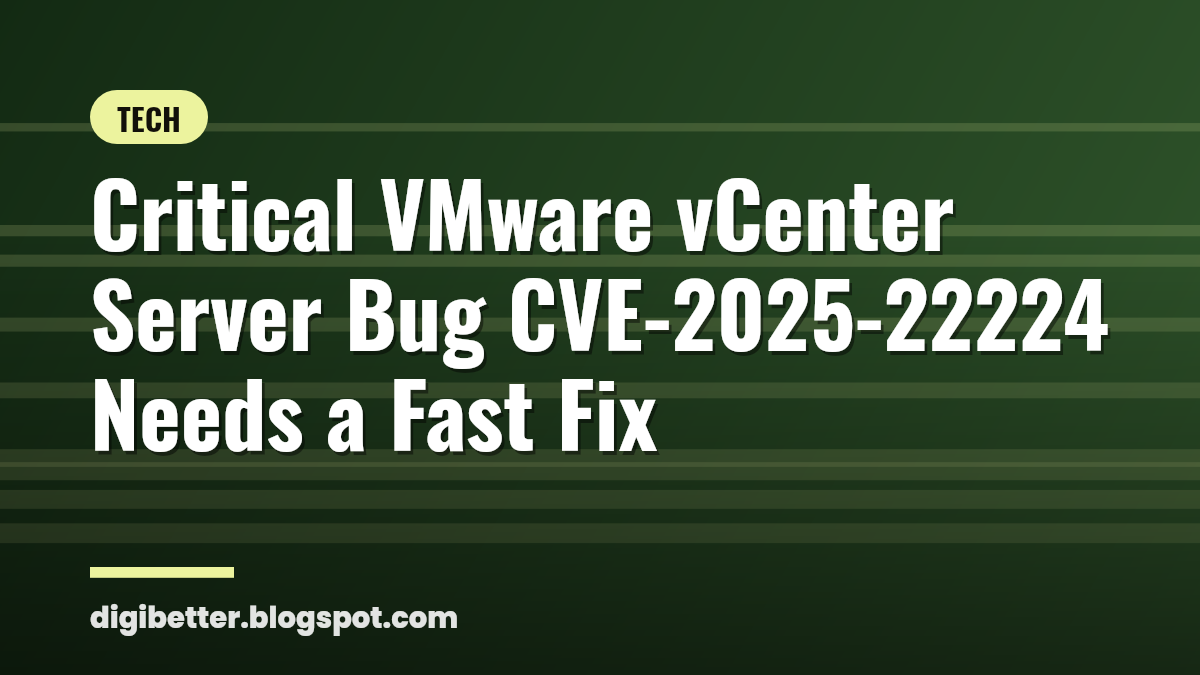 TECH
Critical VMware vCenter
Server Bug CVE-2025-22224
Needs a Fast Fix
digibetter.blogspot.com